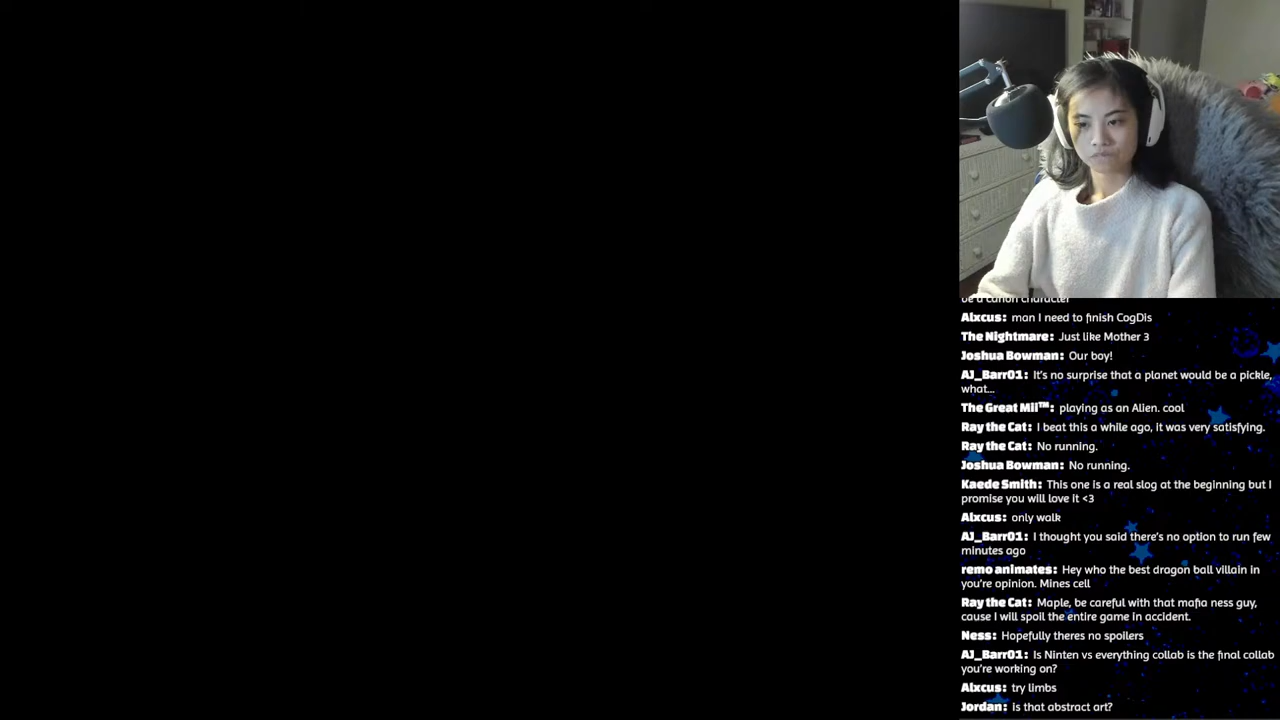 be a canon character
Alxcus: man I need to finish CogDis
The Nightmare: Just like Mother 3
Joshua Bowman: Our boy!
AJ_Barr01: It's no surprise that a planet would be a pickle,
what...
The Great Mil™: playing as an Alien. cool
Ray the Cat: I beat this a while ago, it was very satisfying.
Ray the Cat: No running.
Joshua Bowman: No running.
Kaede Smith: This one is a real slog at the beginning but I
promise you will love it <3
Alxcus: only walk
AJ_Barr01: I thought you said there's no option to run few
minutes ago
remo animates: Hey who the best dragon ball villain in
you're opinion. Mines cell
Ray the Cat: Maple, be careful with that mafia ness guy,
cause I will spoil the entire game in accident.
Ness: Hopefully theres no spoilers
AJ_Barr01: Is Ninten vs everything collab is the final collab
you're working on?
Alxcus: try limbs
Jordan: is that abstract art?